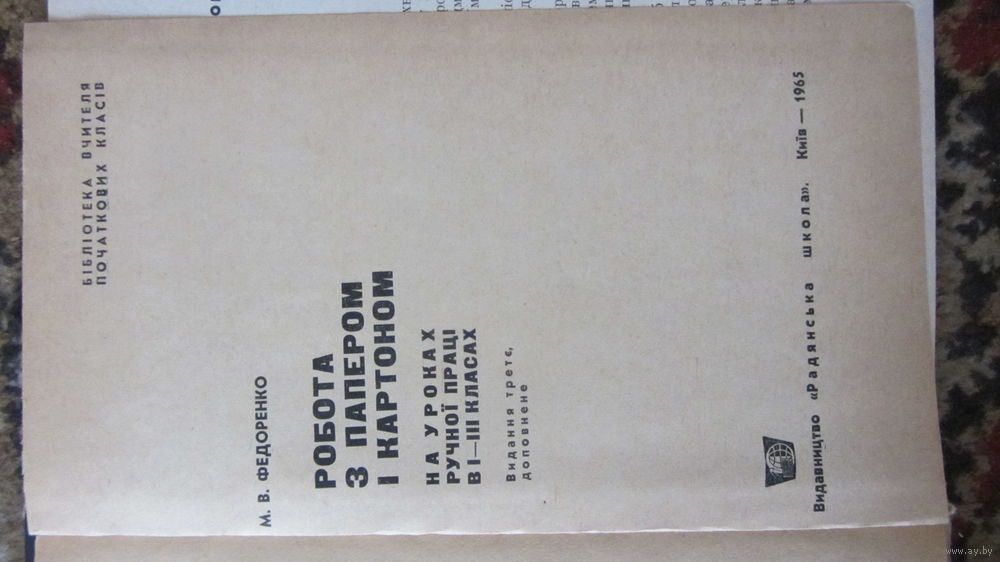 БІБЛІОТЕКА ВЧИТЕЛЯ
ПОЧАТКОВИХ КЛАСІВ
М. В. ФЕДОРЕНКО
РОБОТА
З ПАПЕРОМ
І КАРТОНОМ
НА УРОКАХ
РУЧНОЇ ПРАЦІ
В І—ІІІ КЛАСАХ
Видання третє,
доповнене
Видавництво «Радянська школа». Київ — 1965
www.ay.by